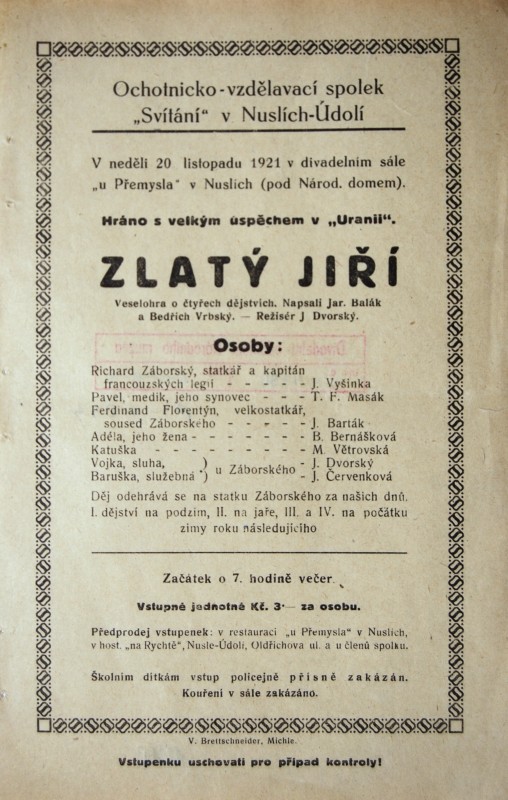 Ochotnicko-vzdělavací spolek
„Svítání“ v Nuslích-Údolí
V neděli 20 listopadu 1921 v divadelním sále
„u Přemysla“ v Nuslích (pod Národ. domem).
Hráno s velkým úspěchem v „Uranii“.
ZLATÝ JIŘÍ
Veselohra o čtyřech dějstvích. Napsali Jar. Balák
a Bedřich Vrbský. — Režisér J Dvorský.
Osoby:
Richard Záborský, statkář a kapitán
francouzských legií - - - - - J. Vyšinka
Pavel, medik, jeho synovec - - - T. F. Masák
Ferdinand Florentýn, velkostatkář,
soused Záborského - - - - - J. Barták
Adéla, jeho žena - - - - - - - B. Bernášková
Katuška - - - - - - - - - M. Větrovská
Vojka, sluha, ) u Záborského - J. Dvorský
Baruška, služebná ) - J. Červenková
Děj odehrává se na statku Záborského za našich dnů.
I. dějství na podzim, II. na jaře, III. a IV. na počátku
zimy roku následujícího
Začátek o 7. hodině večer.
Vstupné jednotné Kč. 3·— za osobu.
Předprodej vstupenek: v restauraci „u Přemysla“ v Nuslích,
v host. „na Rychtě“, Nusle-Údolí, Oldřichova ul. a u členů spolku.
Školním dítkám vstup policejně přísně zakázán.
Kouření v sále zakázáno.
V. Brettschneider, Michle.
Vstupenku uschovati pro případ kontroly!